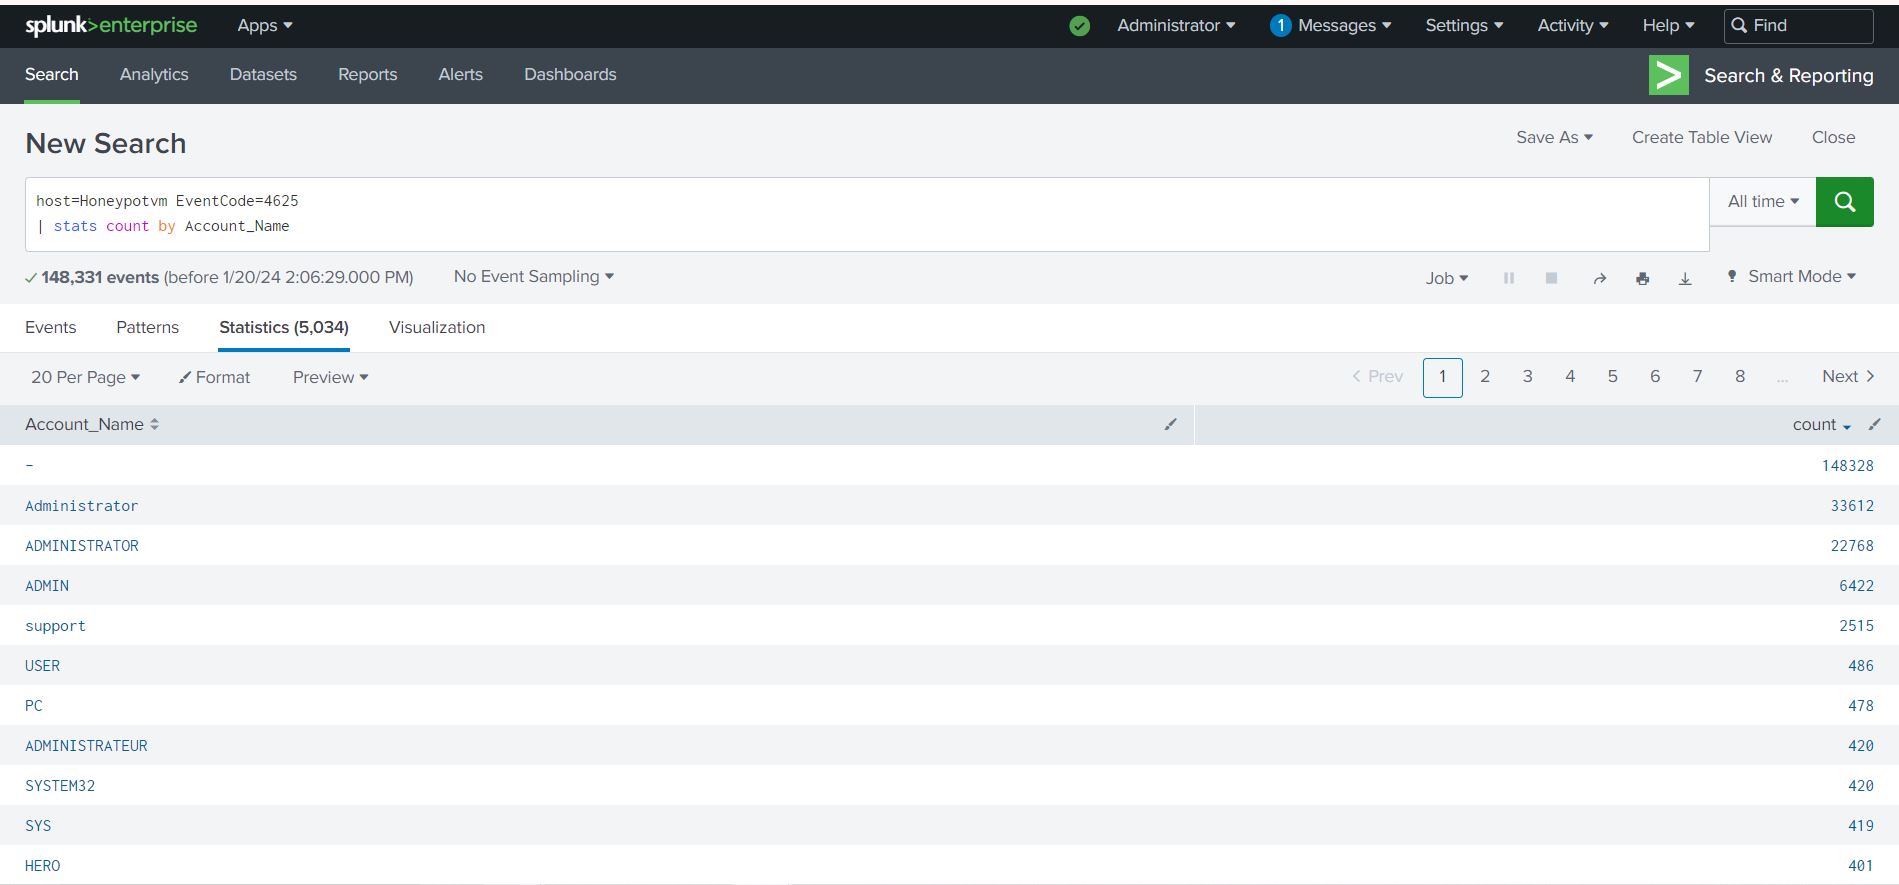 splunk>enterprise Apps Administrator 1 Messages Settings Activity Help Find
Search Analytics Datasets Reports Alerts Dashboards > Search & Reporting
New Search Save As Create Table View Close
host=Honeypotvm EventCode=4625 All time
| stats count by Account_Name
148,331 events (before 1/20/24 2:06:29.000 PM) No Event Sampling Job Smart Mode
Events Patterns Statistics (5,034) Visualization
20 Per Page Format Preview < Prev 1 2 3 4 5 6 7 8 ... Next >
Account_Name count
- 148328
Administrator 33612
ADMINISTRATOR 22768
ADMIN 6422
support 2515
USER 486
PC 478
ADMINISTRATEUR 420
SYSTEM32 420
SYS 419
HERO 401